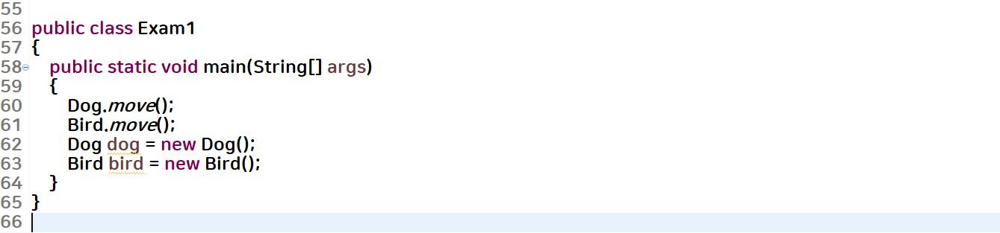 55
56 public class Exam1
57 {
58 public static void main(String[] args)
59 {
60 Dog.move();
61 Bird.move();
62 Dog dog = new Dog();
63 Bird bird = new Bird();
64 }
65 }
66